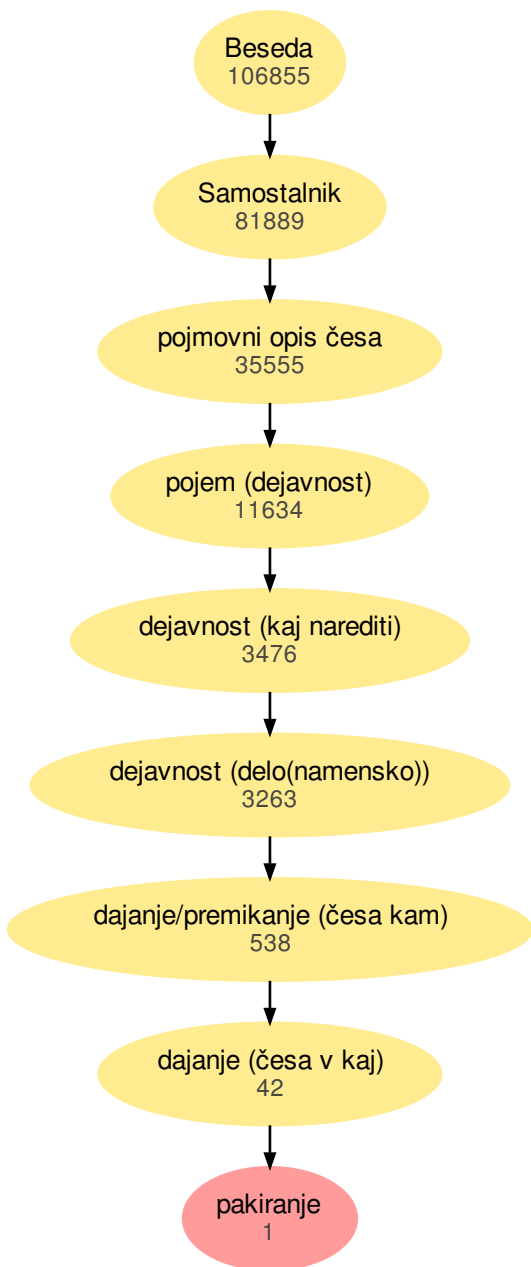 Beseda
106855
Samostalnik
81889
pojmovni opis česa
35555
pojem (dejavnost)
11634
dejavnost (kaj narediti)
3476
dejavnost (delo(namensko))
3263
dajanje/premikanje (česa kam)
538
dajanje (česa v kaj)
42
pakiranje
1